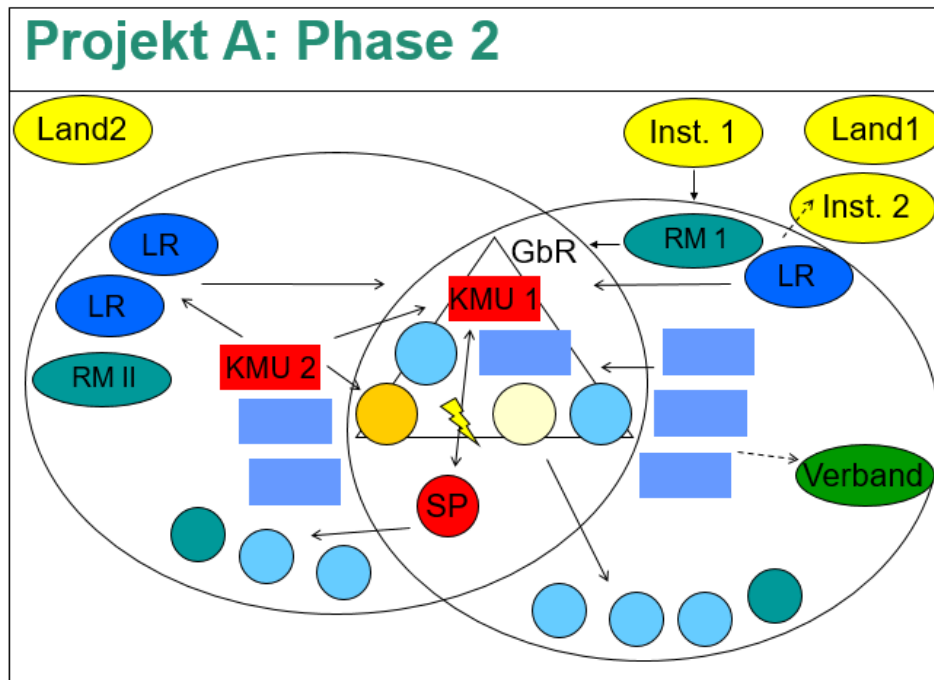 Projekt A: Phase 2
Land2
Inst. 1
Land1
Inst. 2
LR
GbR
RM 1
LR
LR
KMU 1
RM II
KMU 2
SP
Verband